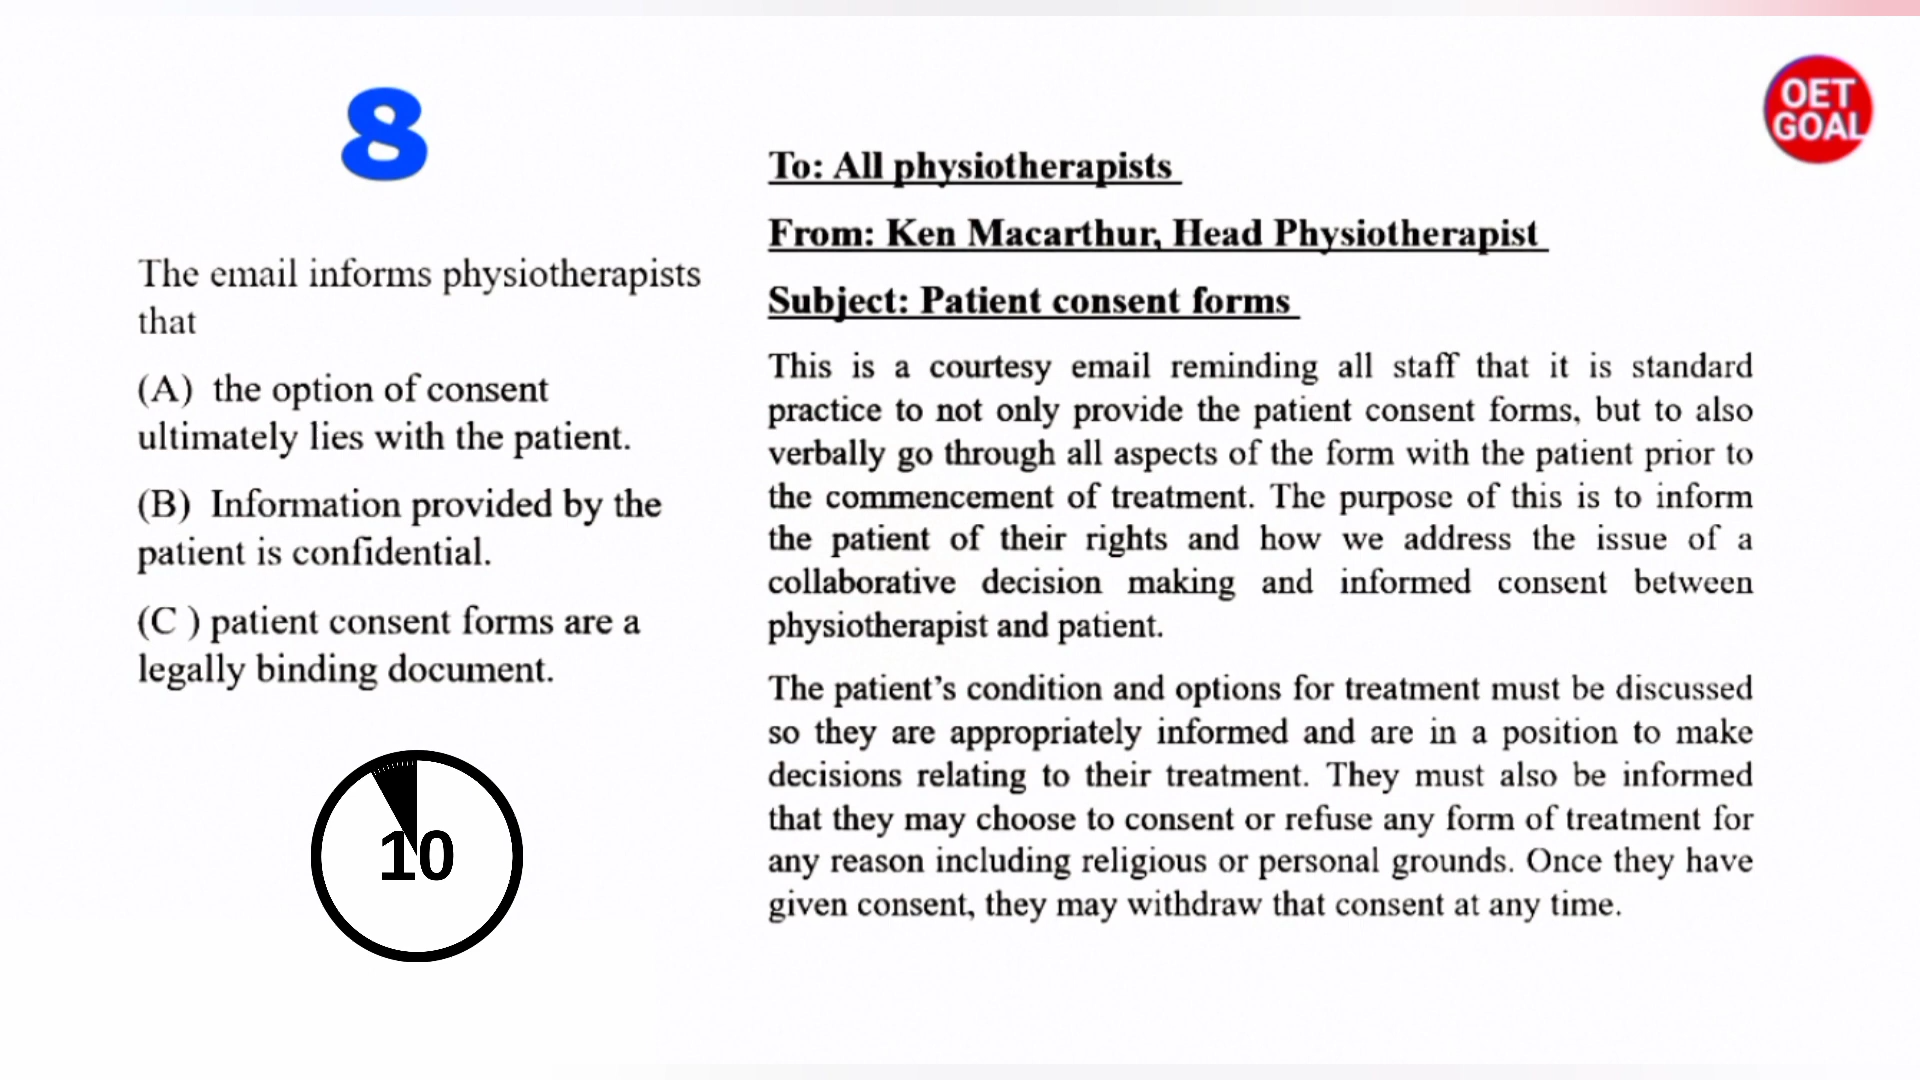 8
OET
GOAL
The email informs physiotherapists
that
(A) the option of consent
ultimately lies with the patient.
(B) Information provided by the
patient is confidential.
(C ) patient consent forms are a
legally binding document.
10
To: All physiotherapists
From: Ken Macarthur, Head Physiotherapist
Subject: Patient consent forms
This is a courtesy email reminding all staff that it is standard
practice to not only provide the patient consent forms, but to also
verbally go through all aspects of the form with the patient prior to
the commencement of treatment. The purpose of this is to inform
the patient of their rights and how we address the issue of a
collaborative decision making and informed consent between
physiotherapist and patient.
The patient’s condition and options for treatment must be discussed
so they are appropriately informed and are in a position to make
decisions relating to their treatment. They must also be informed
that they may choose to consent or refuse any form of treatment for
any reason including religious or personal grounds. Once they have
given consent, they may withdraw that consent at any time.